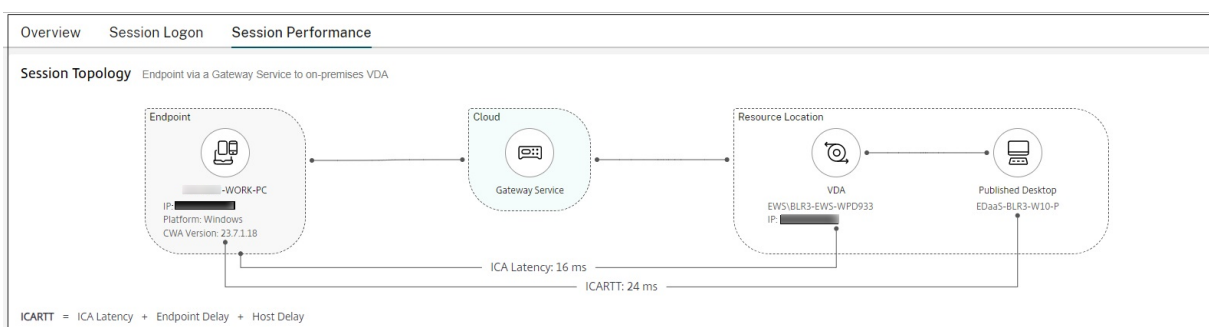 Overview Session Logon Session Performance
Session Topology Endpoint via a Gateway Service to on-premises VDA
Endpoint
-WORK-PC
IP:
Platform: Windows
CWA Version: 23.7.1.18
Cloud
Gateway Service
Resource Location
VDA
EWS\BLR3-EWS-WPD933
IP:
Published Desktop
EDaaS-BLR3-W10-P
ICA Latency: 16 ms
ICARTT: 24 ms
ICARTT = ICA Latency + Endpoint Delay + Host Delay